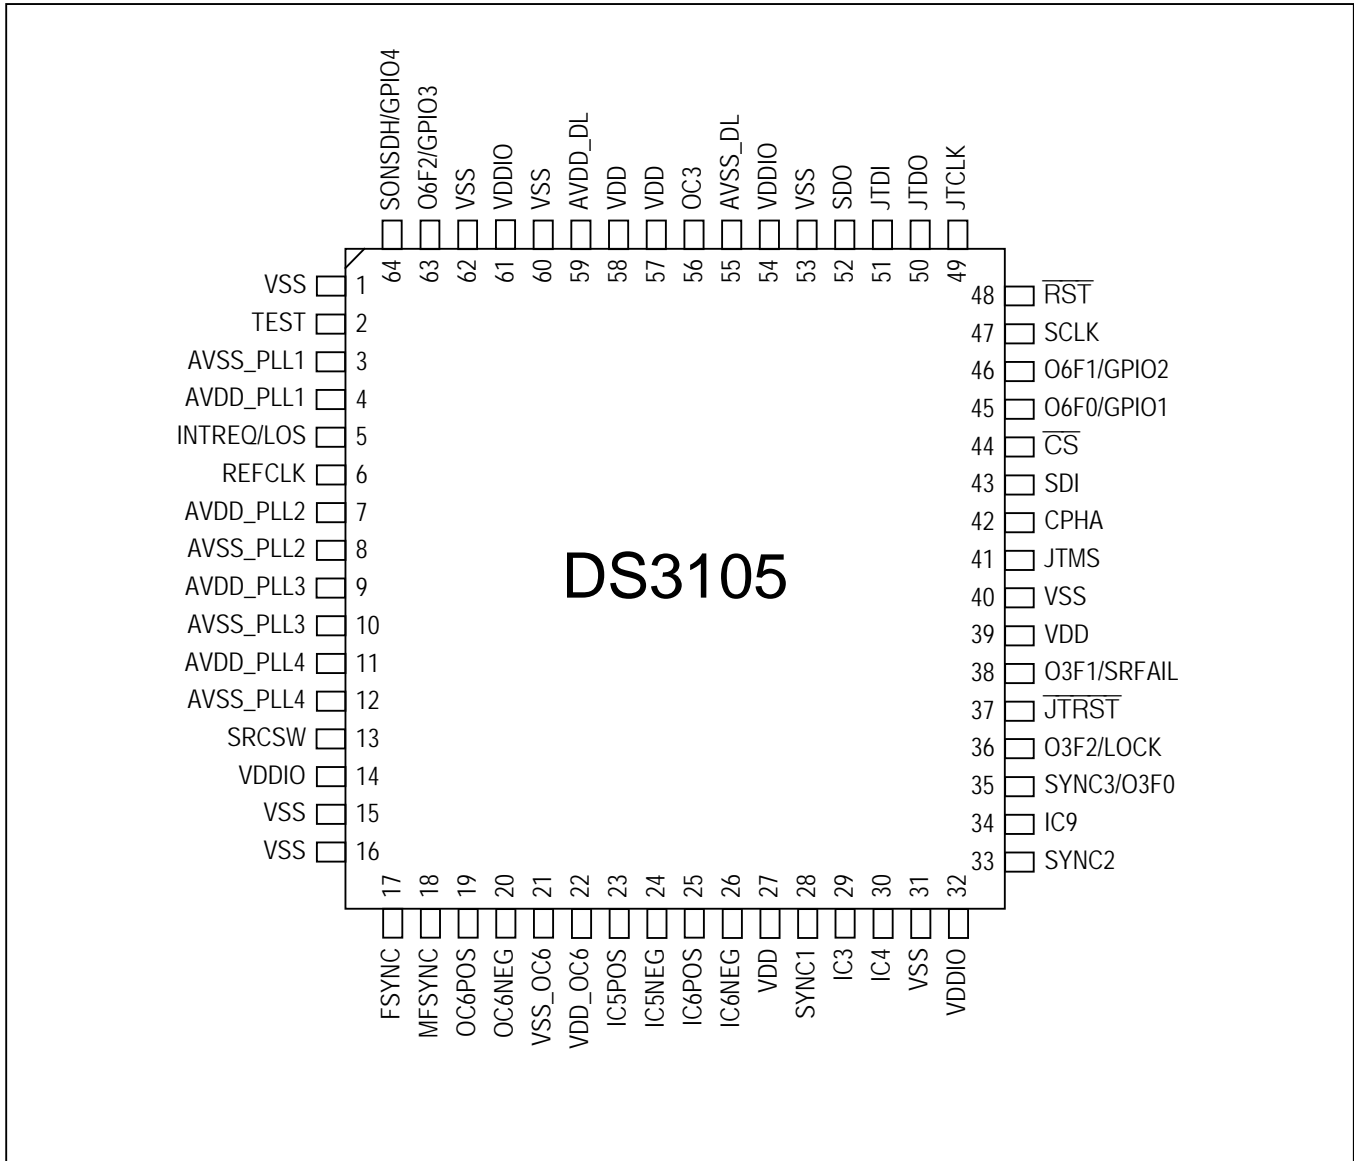 SONSDH/GPIO4
O6F2/GPIO3
VSS
VDDIO
VSS
AVDD_DL
VDD
VDD
OC3
AVSS_DL
VDDIO
VSS
SDO
JTDI
JTDO
JTCLK
64 63 62 61 60 59 58 57 56 55 54 53 52 51 50 49
VSS 1
TEST 2
AVSS_PLL1 3
AVDD_PLL1 4
INTREQ/LOS 5
REFCLK 6
AVDD_PLL2 7
AVSS_PLL2 8
AVDD_PLL3 9
AVSS_PLL3 10
AVDD_PLL4 11
AVSS_PLL4 12
SRCSW 13
VDDIO 14
VSS 15
VSS 16
DS3105
48 RST
47 SCLK
46 O6F1/GPIO2
45 O6F0/GPIO1
44 CS
43 SDI
42 CPHA
41 JTMS
40 VSS
39 VDD
38 O3F1/SRFAIL
37 JTRST
36 O3F2/LOCK
35 SYNC3/O3F0
34 IC9
33 SYNC2
17 18 19 20 21 22 23 24 25 26 27 28 29 30 31 32
FSYNC
MFSYNC
OC6POS
OC6NEG
VSS_OC6
VDD_OC6
IC5POS
IC5NEG
IC6POS
IC6NEG
VDD
SYNC1
IC3
IC4
VSS
VDDIO